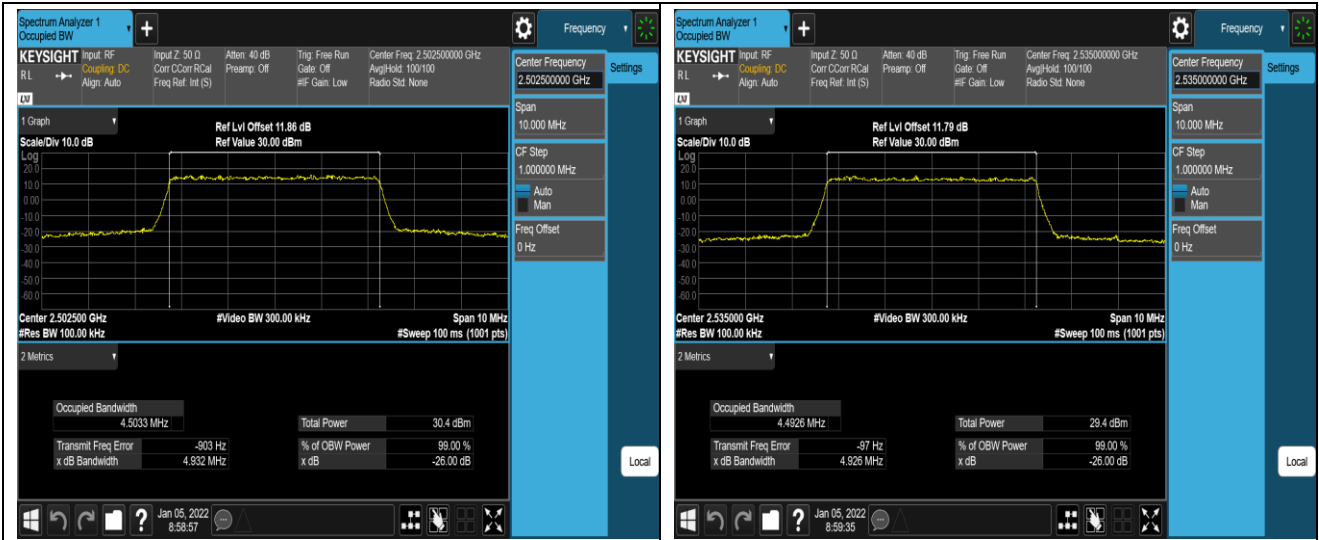 Spectrum Analyzer 1
Occupied BW
+
Frequency
KEYSIGHT Input: RF Input Z: 50 Ω Atten: 40 dB Trig: Free Run Center Freq: 2.502500000 GHz
RL Coupling: DC Corr CCorr RCal Preamp: Off Gate: Off Avg|Hold: 100/100
Align: Auto Freq Ref: Int (S) #IF Gain: Low Radio Std: None
LXI
Center Frequency
2.502500000 GHz
Settings
Span
10.000 MHz
CF Step
1.000000 MHz
Auto
Man
Freq Offset
0 Hz
1 Graph
Ref Lvl Offset 11.86 dB
Scale/Div 10.0 dB Ref Value 30.00 dBm
Log
20.0
10.0
0.00
-10.0
-20.0
-30.0
-40.0
-50.0
-60.0
Center 2.502500 GHz #Video BW 300.00 kHz Span 10 MHz
#Res BW 100.00 kHz #Sweep 100 ms (1001 pts)
2 Metrics
Occupied Bandwidth
4.5033 MHz Total Power 30.4 dBm
Transmit Freq Error -903 Hz % of OBW Power 99.00 %
x dB Bandwidth 4.932 MHz x dB -26.00 dB
Local
?
Jan 05, 2022
8:58:57
Spectrum Analyzer 1
Occupied BW
+
Frequency
KEYSIGHT Input: RF Input Z: 50 Ω Atten: 40 dB Trig: Free Run Center Freq: 2.535000000 GHz
RL Coupling: DC Corr CCorr RCal Preamp: Off Gate: Off Avg|Hold: 100/100
Align: Auto Freq Ref: Int (S) #IF Gain: Low Radio Std: None
LXI
Center Frequency
2.535000000 GHz
Settings
Span
10.000 MHz
CF Step
1.000000 MHz
Auto
Man
Freq Offset
0 Hz
1 Graph
Ref Lvl Offset 11.79 dB
Scale/Div 10.0 dB Ref Value 30.00 dBm
Log
20.0
10.0
0.00
-10.0
-20.0
-30.0
-40.0
-50.0
-60.0
Center 2.535000 GHz #Video BW 300.00 kHz Span 10 MHz
#Res BW 100.00 kHz #Sweep 100 ms (1001 pts)
2 Metrics
Occupied Bandwidth
4.4926 MHz Total Power 29.4 dBm
Transmit Freq Error -97 Hz % of OBW Power 99.00 %
x dB Bandwidth 4.926 MHz x dB -26.00 dB
Local
?
Jan 05, 2022
8:59:35